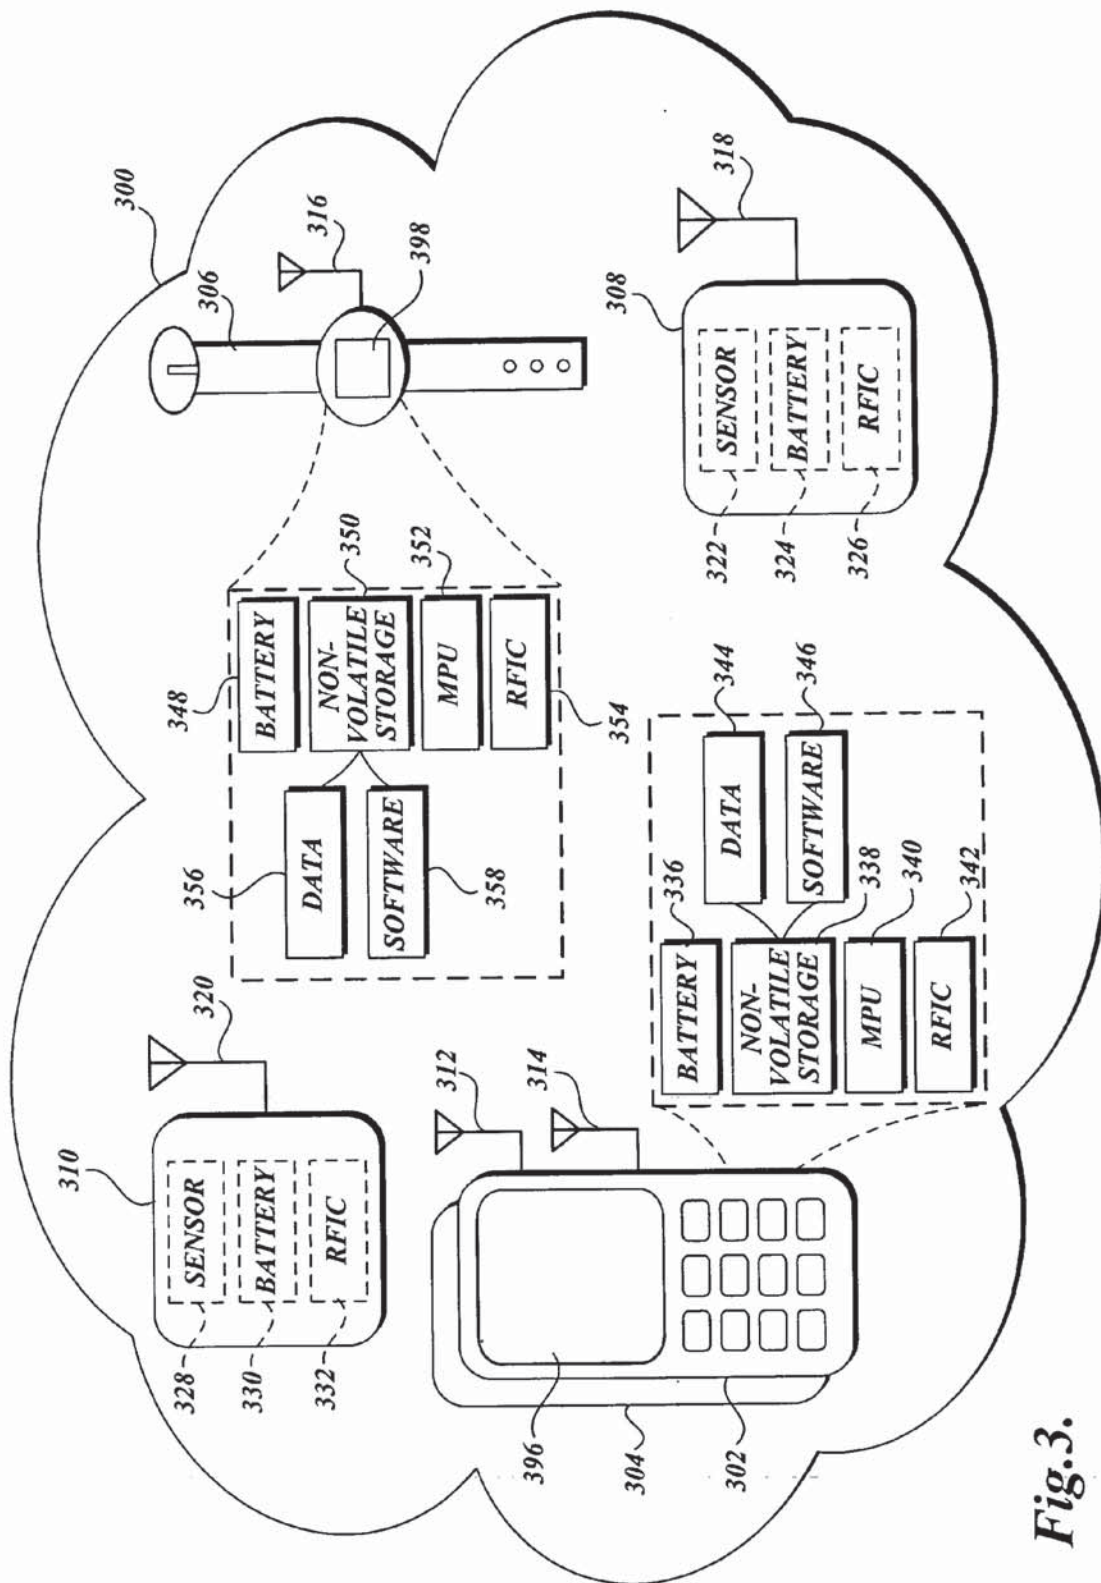 300
306
316
398
348
BATTERY
350
NON-
VOLATILE
STORAGE
352
MPU
RFIC
354
356
DATA
SOFTWARE
358
320
310
SENSOR
BATTERY
RFIC
328
330
332
318
308
SENSOR
BATTERY
RFIC
322
324
326
312
314
396
304
302
336
BATTERY
NON-
VOLATILE
STORAGE
338
MPU
340
RFIC
342
344
DATA
346
SOFTWARE
Fig.3.